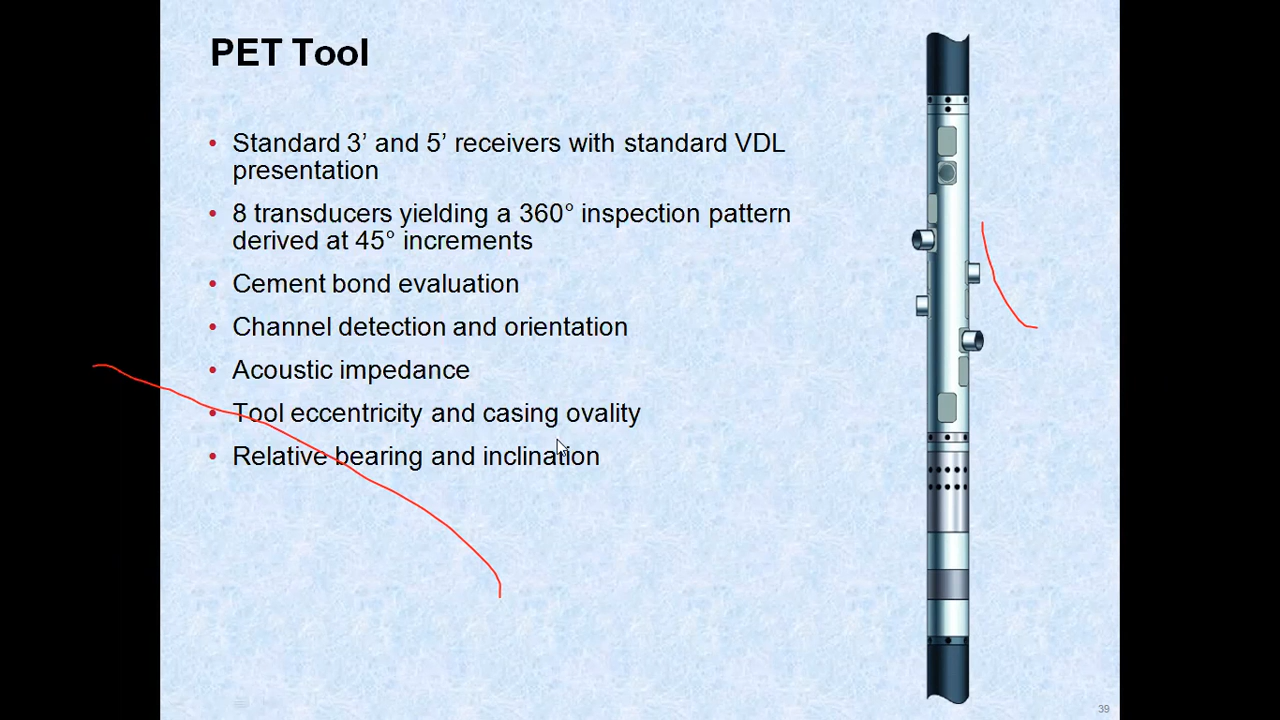 PET Tool
• Standard 3’ and 5’ receivers with standard VDL
presentation
• 8 transducers yielding a 360° inspection pattern
derived at 45° increments
• Cement bond evaluation
• Channel detection and orientation
• Acoustic impedance
• Tool eccentricity and casing ovality
• Relative bearing and inclination
39